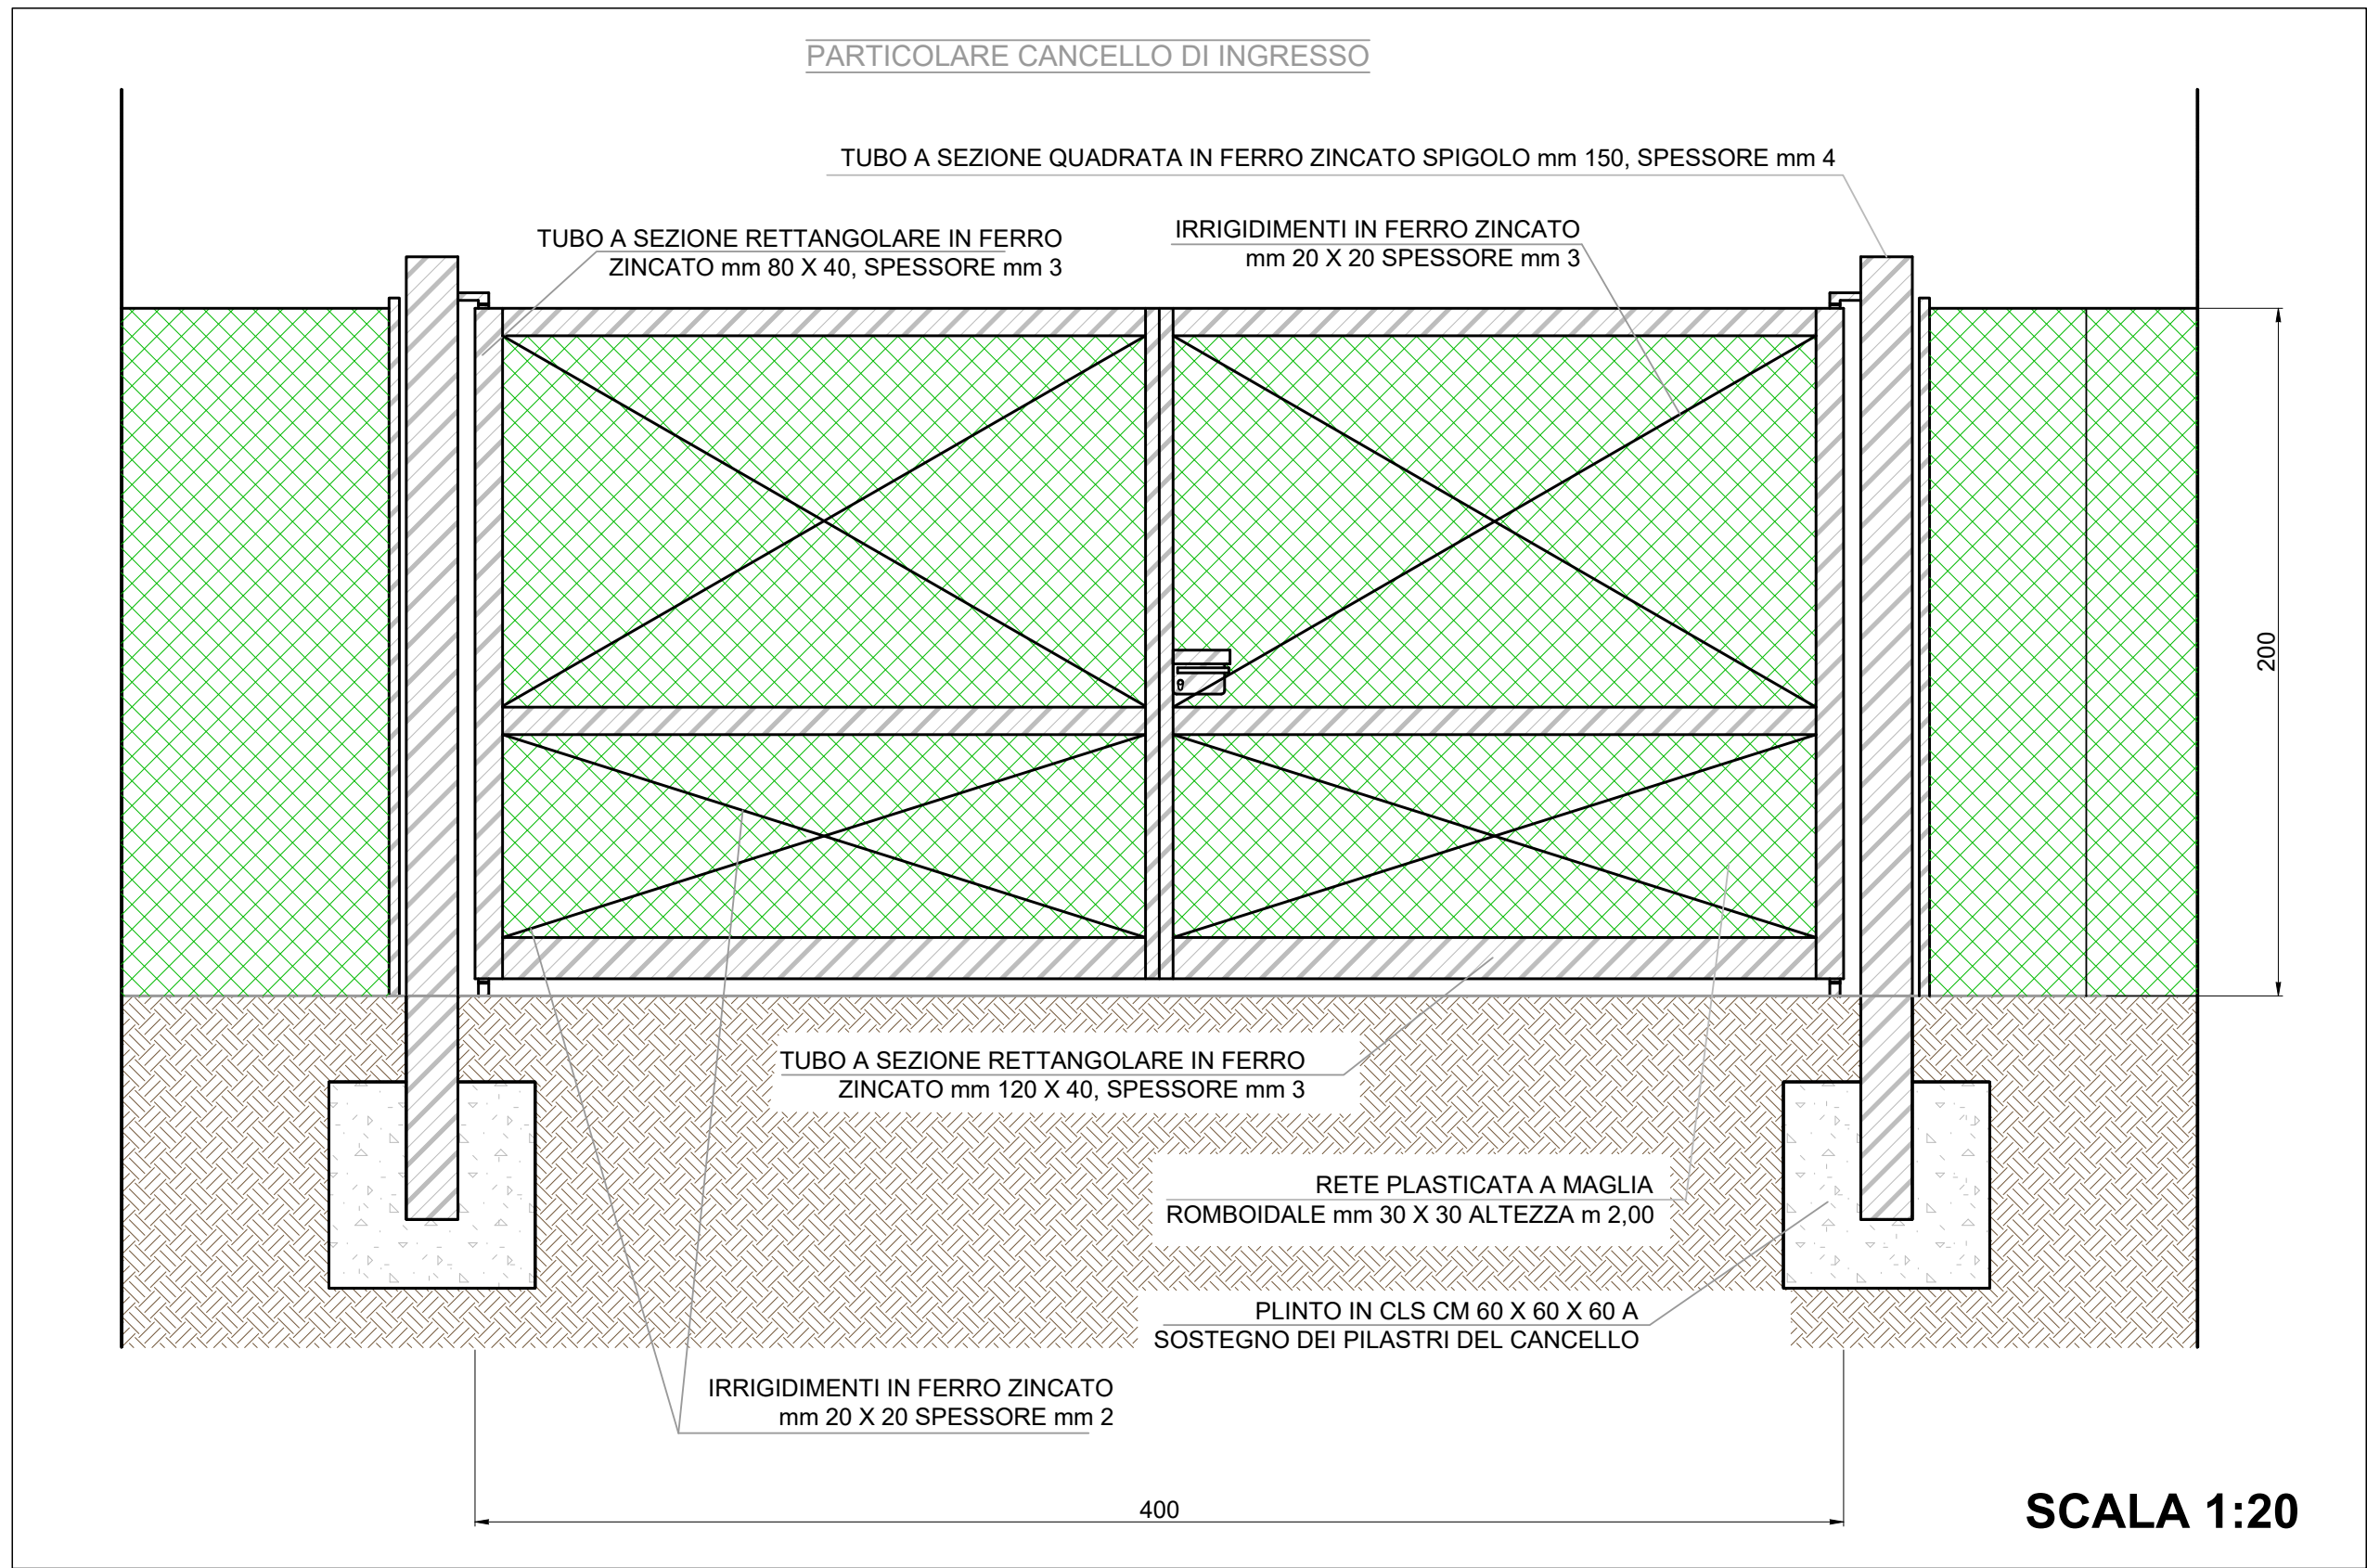 PARTICOLARE CANCELLO DI INGRESSO
TUBO A SEZIONE QUADRATA IN FERRO ZINCATO SPIGOLO mm 150, SPESSORE mm 4
TUBO A SEZIONE RETTANGOLARE IN FERRO
ZINCATO mm 80 X 40, SPESSORE mm 3
IRRIGIDIMENTI IN FERRO ZINCATO
mm 20 X 20 SPESSORE mm 3
200
TUBO A SEZIONE RETTANGOLARE IN FERRO
ZINCATO mm 120 X 40, SPESSORE mm 3
RETE PLASTICATA A MAGLIA
ROMBOIDALE mm 30 X 30 ALTEZZA m 2,00
PLINTO IN CLS CM 60 X 60 X 60 A
SOSTEGNO DEI PILASTRI DEL CANCELLO
IRRIGIDIMENTI IN FERRO ZINCATO
mm 20 X 20 SPESSORE mm 2
400
SCALA 1:20